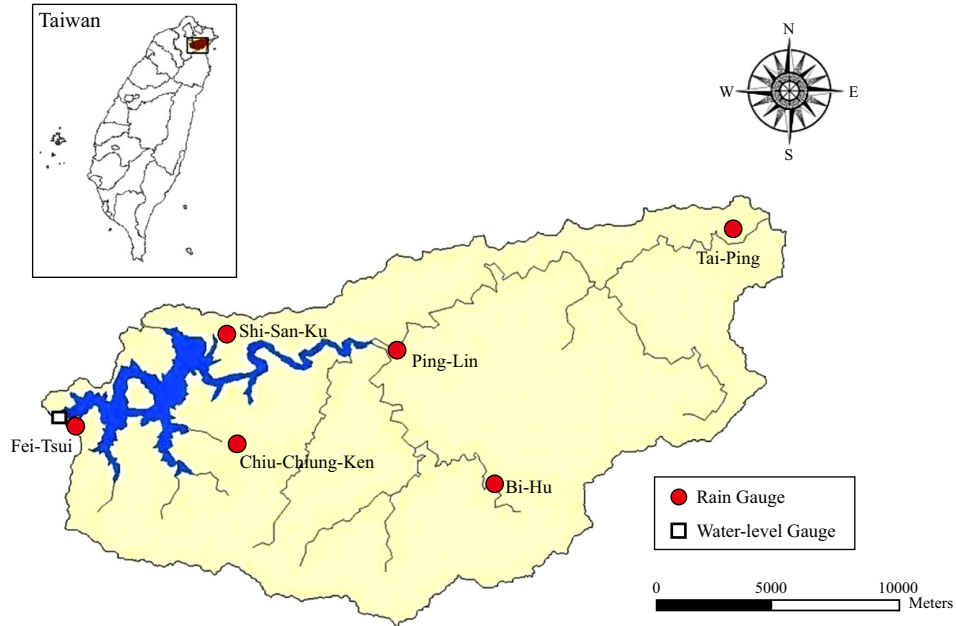 Taiwan
N
W
E
S
Tai-Ping
Shi-San-Ku
Ping-Lin
Fei-Tsui
Chiu-Chiung-Ken
Bi-Hu
Rain Gauge
Water-level Gauge
0 5000 10000
Meters